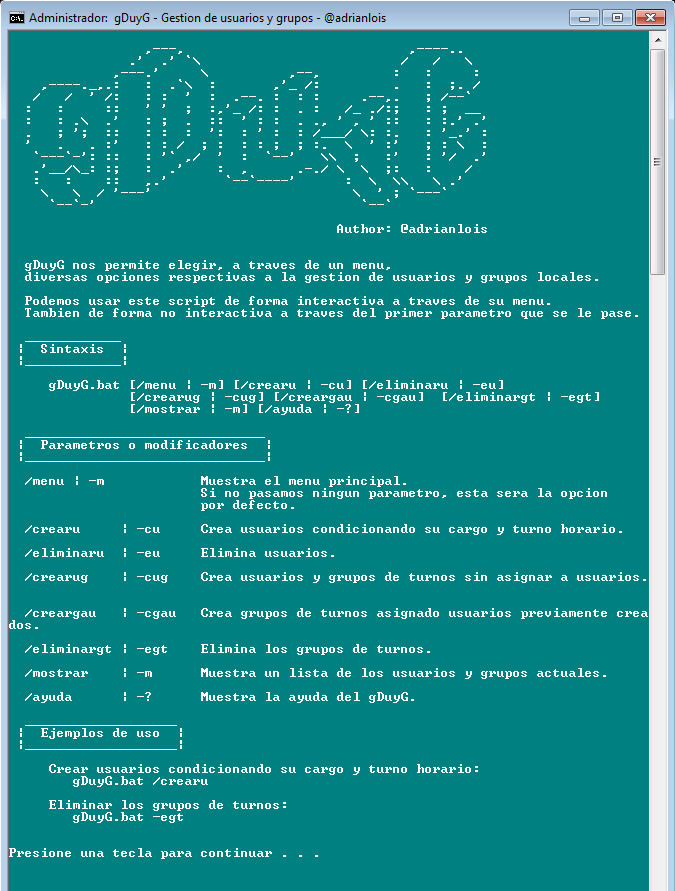 Administrador: gDuyG - Gestion de usuarios y grupos - @adrianlois
gDuyG
Author: @adrianlois
gDuyG nos permite elegir, a traves de un menu,
diversas opciones respectivas a la gestion de usuarios y grupos locales.
Podemos usar este script de forma interactiva a traves de su menu.
Tambien de forma no interactiva a traves del primer parametro que se le pase.
Sintaxis
gDuyG.bat [/menu ¦ -m] [/crearu ¦ -cu] [/eliminaru ¦ -eu]
[/crearug ¦ -cug] [/creargau ¦ -cgau]  [/eliminargt ¦ -egt]
[/mostrar ¦ -m] [/ayuda ¦ -?]
Parametros o modificadores
/menu ¦ -m Muestra el menu principal.
Si no pasamos ningun parametro, esta sera la opcion
por defecto.
/crearu ¦ -cu Crea usuarios condicionando su cargo y turno horario.
/eliminaru ¦ -eu Elimina usuarios.
/crearug ¦ -cug Crea usuarios y grupos de turnos sin asignar a usuarios.
/creargau ¦ -cgau Crea grupos de turnos asignado usuarios previamente crea
dos.
/eliminargt ¦ -egt Elimina los grupos de turnos.
/mostrar ¦ -m Muestra un lista de los usuarios y grupos actuales.
/ayuda ¦ -? Muestra la ayuda del gDuyG.
Ejemplos de uso
Crear usuarios condicionando su cargo y turno horario:
gDuyG.bat /crearu
Eliminar los grupos de turnos:
gDuyG.bat -egt
Presione una tecla para continuar . . .